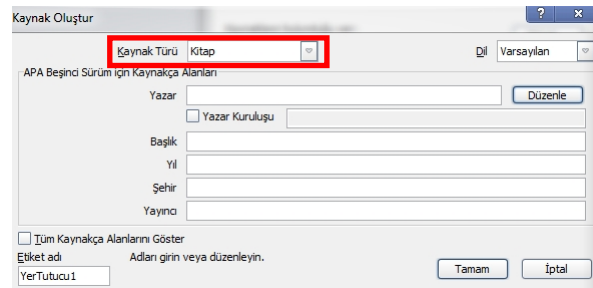 Kaynak Oluştur
Kaynak Türü Kitap Dil Varsayılan
APA Beşinci Sürüm için Kaynakça Alanları
Yazar Düzenle
Yazar Kuruluşu
Başlık
Yıl
Şehir
Yayıncı
Tüm Kaynakça Alanlarını Göster
Etiket adı Adları girin veya düzenleyin.
YerTutucu1 Tamam İptal